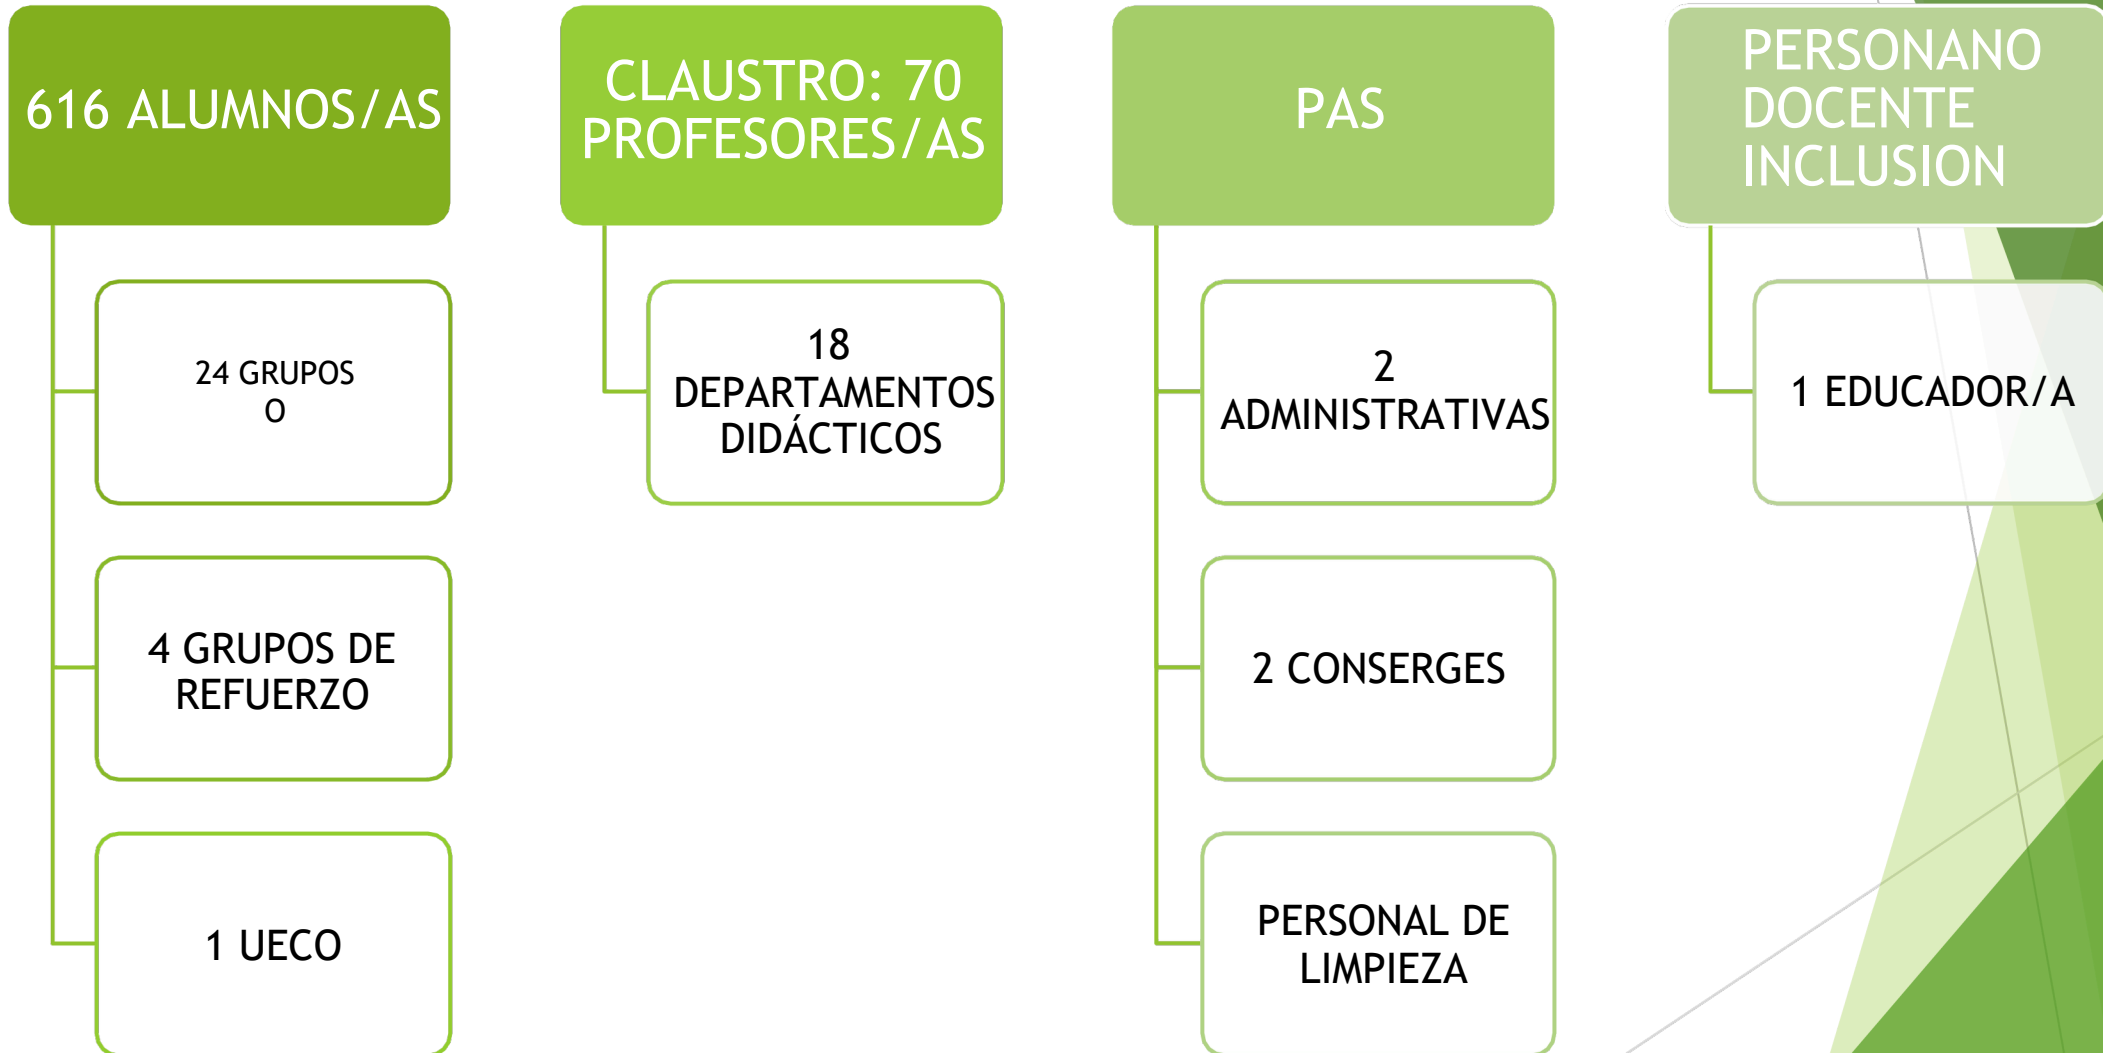 616 ALUMNOS/AS
24 GRUPOS
O
4 GRUPOS DE
REFUERZO
1 UECO
CLAUSTRO: 70
PROFESORES/AS
18
DEPARTAMENTOS
DIDÁCTICOS
PAS
2
ADMINISTRATIVAS
2 CONSERGES
PERSONAL DE
LIMPIEZA
PERSONANO
DOCENTE
INCLUSION
1 EDUCADOR/A